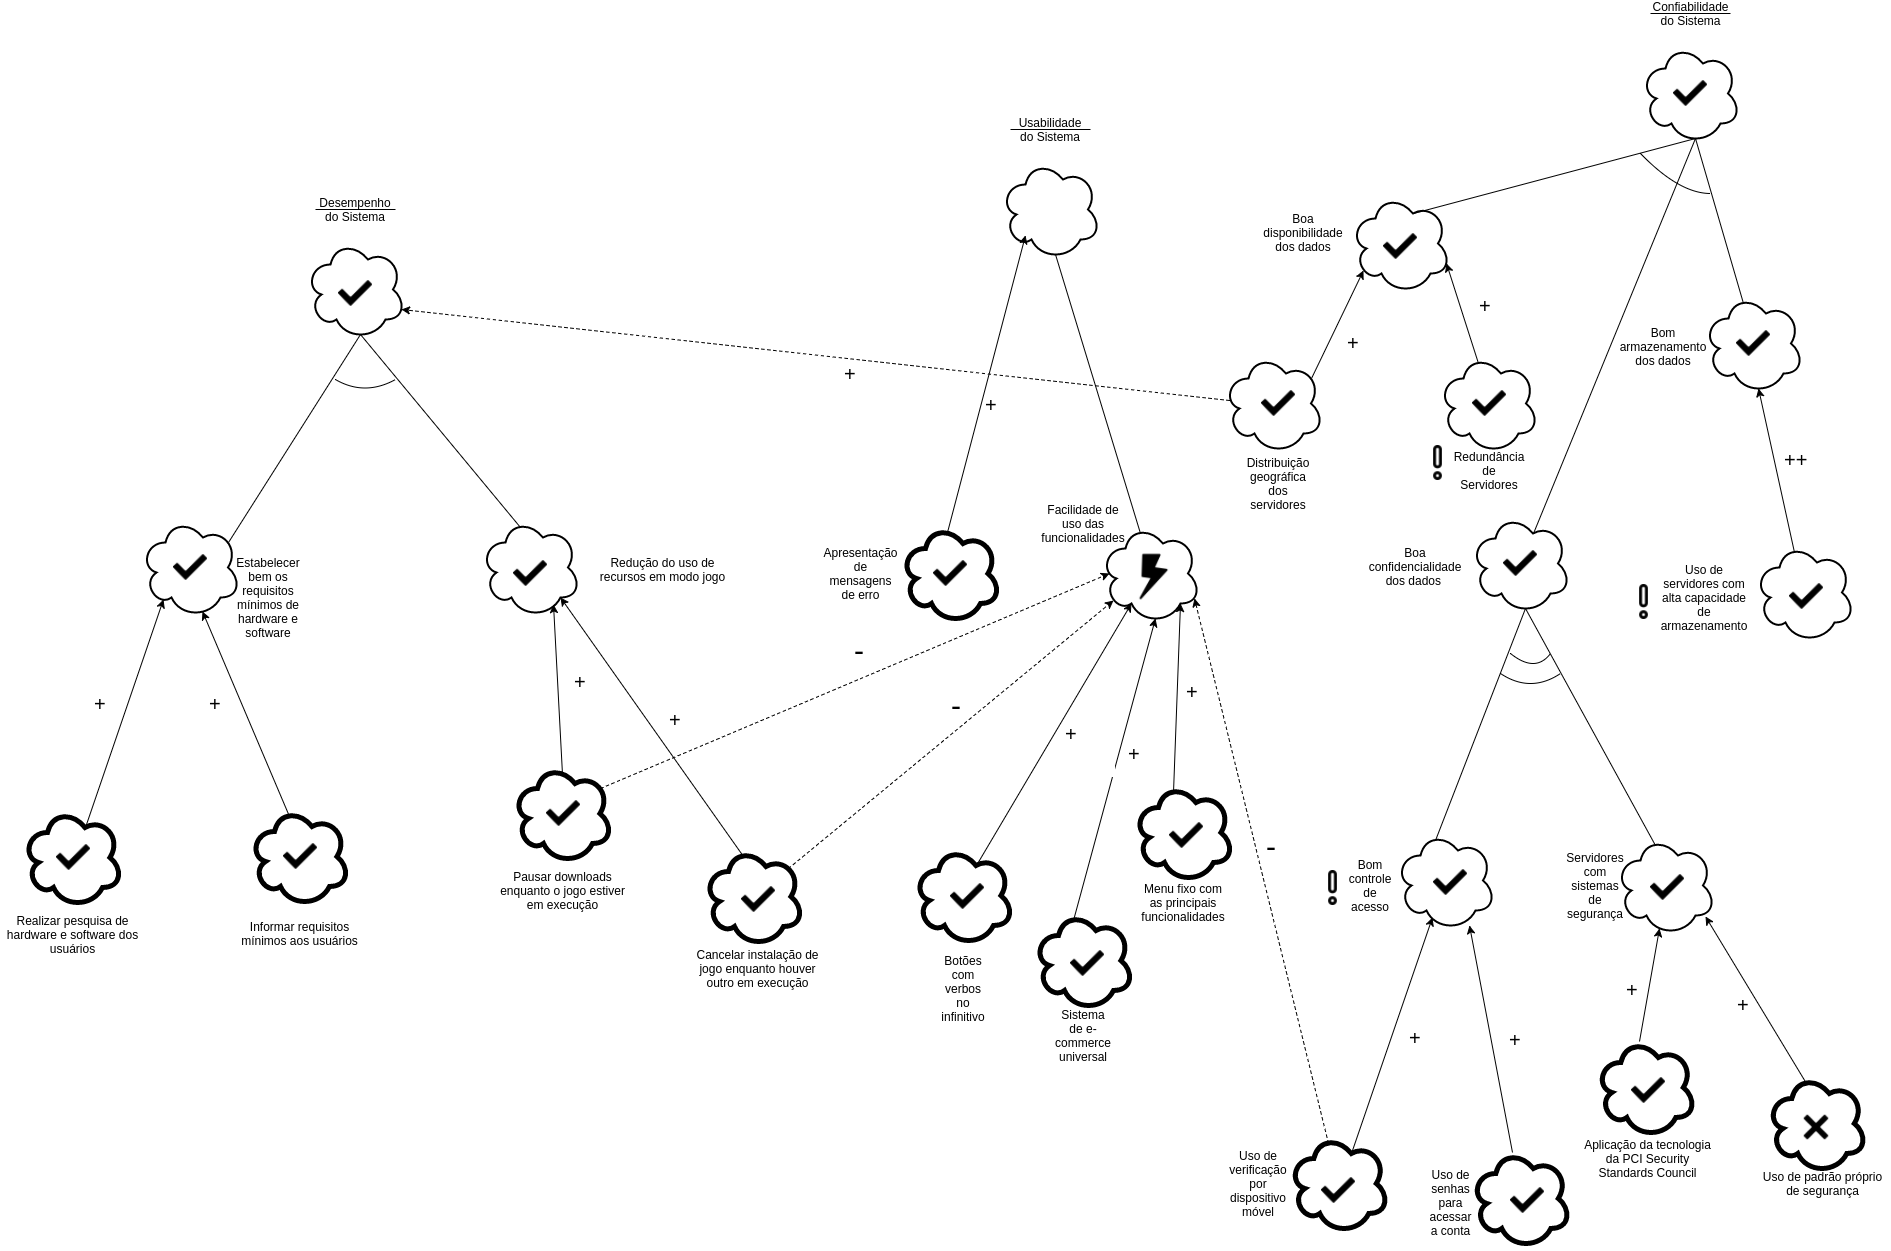 Confiabilidade
do Sistema
Usabilidade
do Sistema
Desempenho
do Sistema
Boa
disponibilidade
dos dados
+
+
Bom
armazenamento
dos dados
+
+
Distribuição
geográfica
dos
servidores
Redundância
de
Servidores
++
Facilidade de
uso das
funcionalidades
Apresentação
de
mensagens
de erro
Boa
confidencialidade
dos dados
Uso de
servidores com
alta capacidade
de
armazenamento
Estabelecer
bem os
requisitos
mínimos de
hardware e
software
Redução do uso de
recursos em modo jogo
-
+
+
+
+
-
+
+
+
-
Pausar downloads
enquanto o jogo estiver
em execução
Menu fixo com
as principais
funcionalidades
Bom
controle
de
acesso
Servidores
com
sistemas
de
segurança
Realizar pesquisa de
hardware e software dos
usuários
Informar requisitos
mínimos aos usuários
Cancelar instalação de
jogo enquanto houver
outro em execução
Botões
com
verbos
no
infinitivo
Sistema
de e-
commerce
universal
+
+
+
+
Uso de
verificação
por
dispositivo
móvel
Uso de
senhas
para
acessar
a conta
Aplicação da tecnologia
da PCI Security
Standards Council
Uso de padrão próprio
de segurança